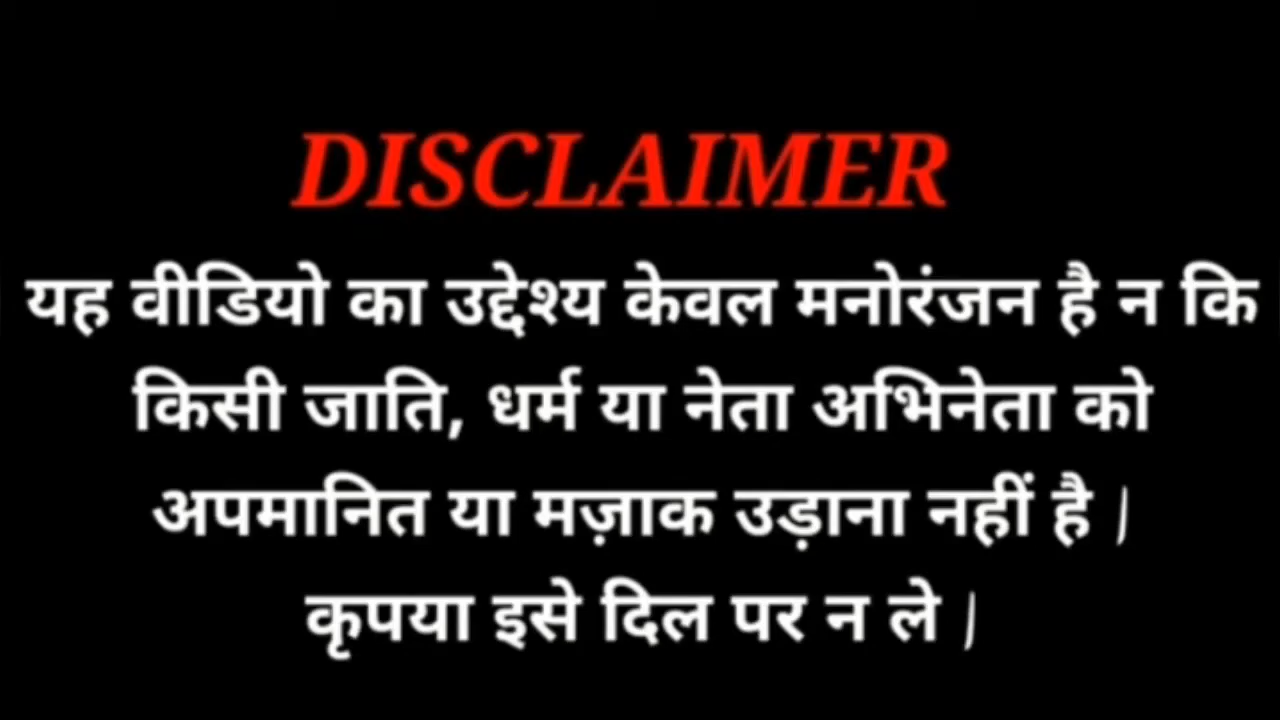 DISCLAIMER
यह वीडियो का उद्देश्य केवल मनोरंजन है न कि
किसी जाति, धर्म या नेता अभिनेता को
अपमानित या मज़ाक उड़ाना नहीं है |
कृपया इसे दिल पर न ले |